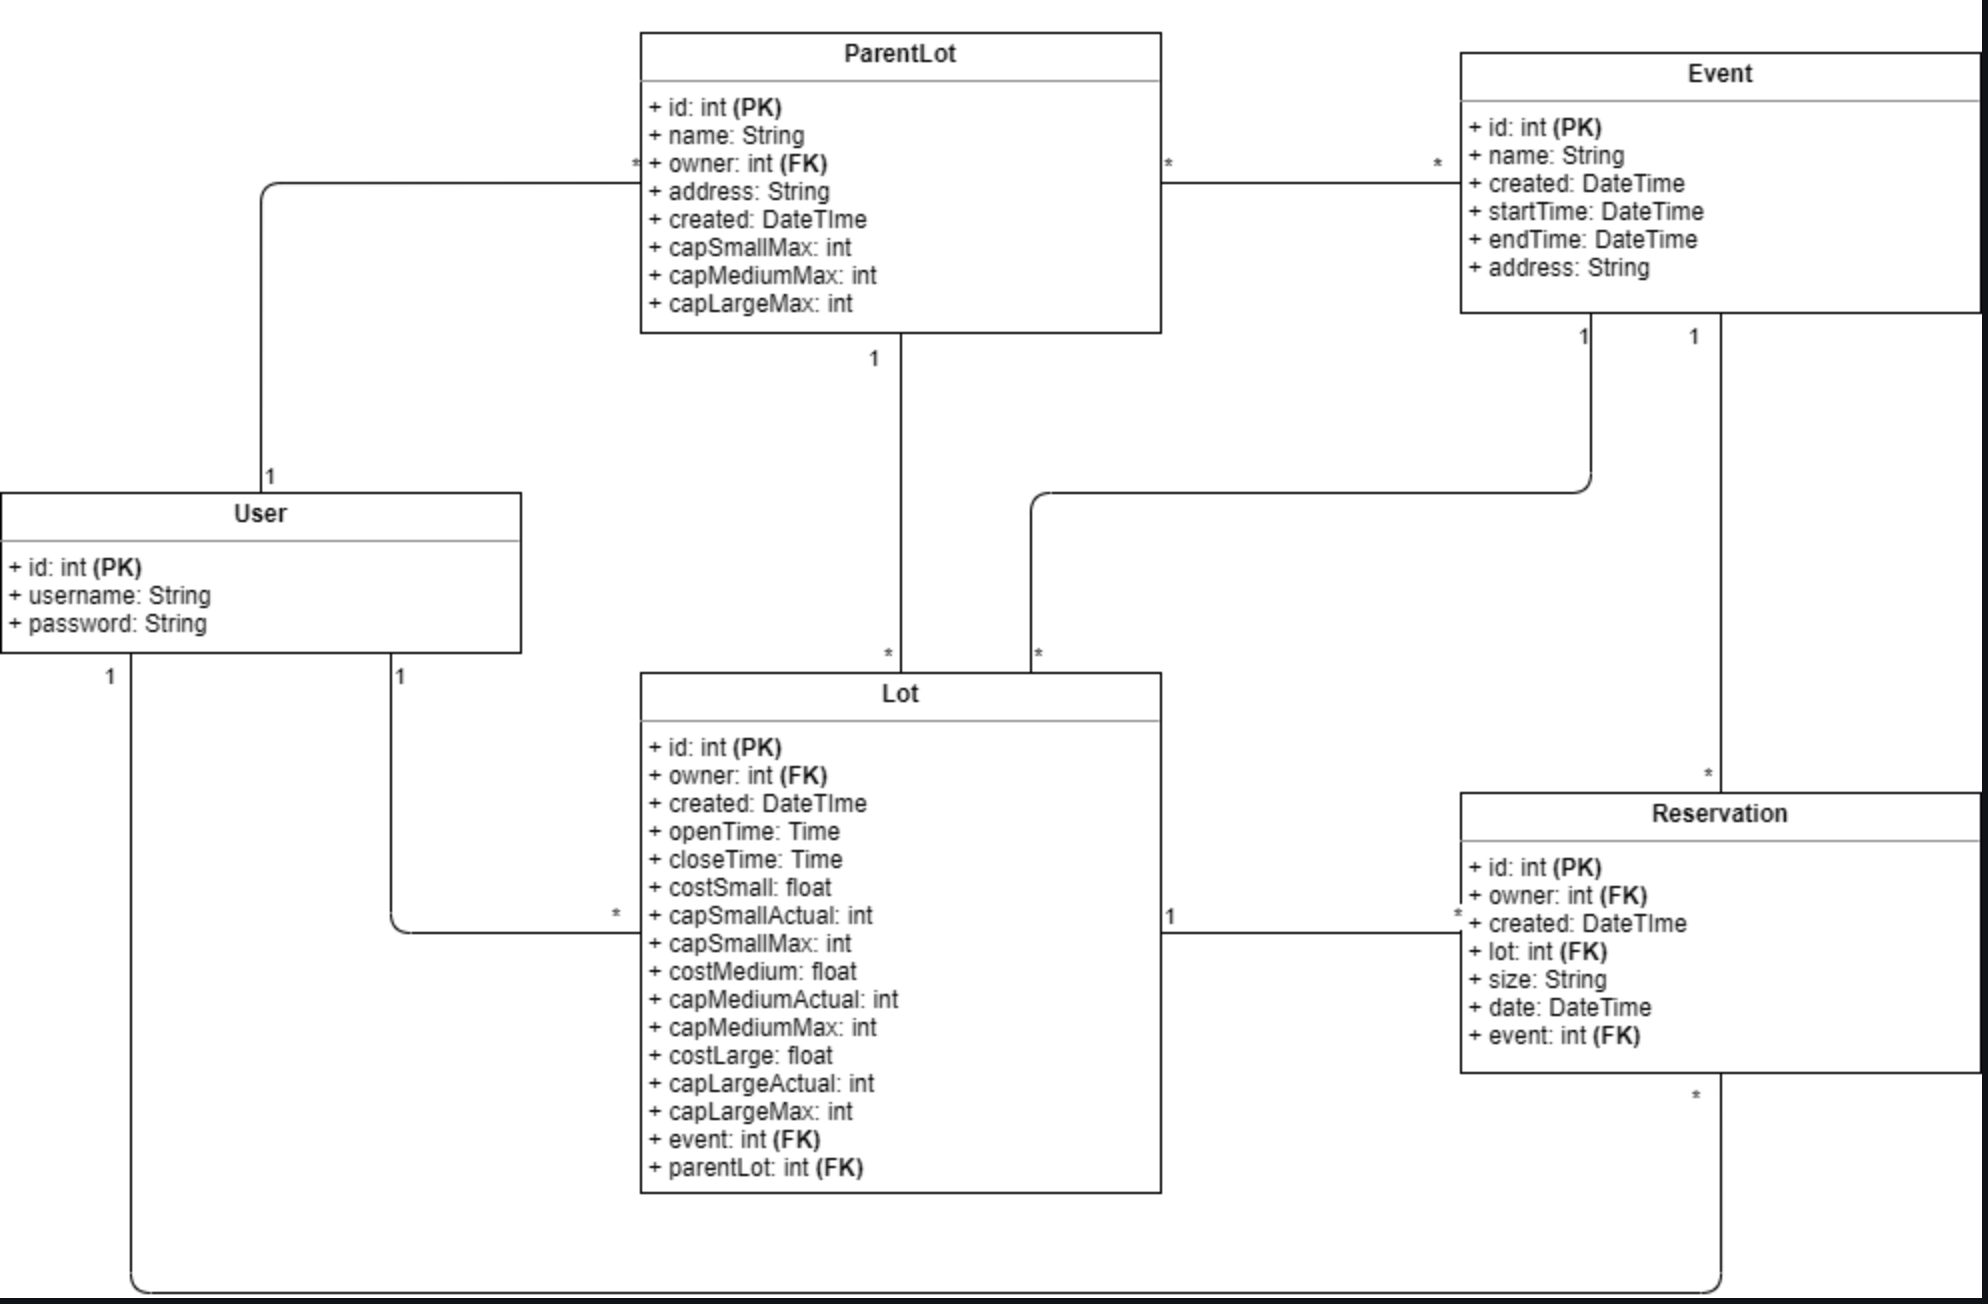 ParentLot
+ id: int (PK)
+ name: String
+ owner: int (FK)
+ address: String
+ created: DateTIme
+ capSmallMax: int
+ capMediumMax: int
+ capLargeMax: int
*
*
1
Event
+ id: int (PK)
+ name: String
+ created: DateTime
+ startTime: DateTime
+ endTime: DateTime
+ address: String
*
1
1
1
User
+ id: int (PK)
+ username: String
+ password: String
1
1
*
*
*
Lot
+ id: int (PK)
+ owner: int (FK)
+ created: DateTIme
+ openTime: Time
+ closeTime: Time
+ costSmall: float
+ capSmallActual: int
+ capSmallMax: int
+ costMedium: float
+ capMediumActual: int
+ capMediumMax: int
+ costLarge: float
+ capLargeActual: int
+ capLargeMax: int
+ event: int (FK)
+ parentLot: int (FK)
1
*
*
Reservation
+ id: int (PK)
+ owner: int (FK)
+ created: DateTIme
+ lot: int (FK)
+ size: String
+ date: DateTime
+ event: int (FK)
*